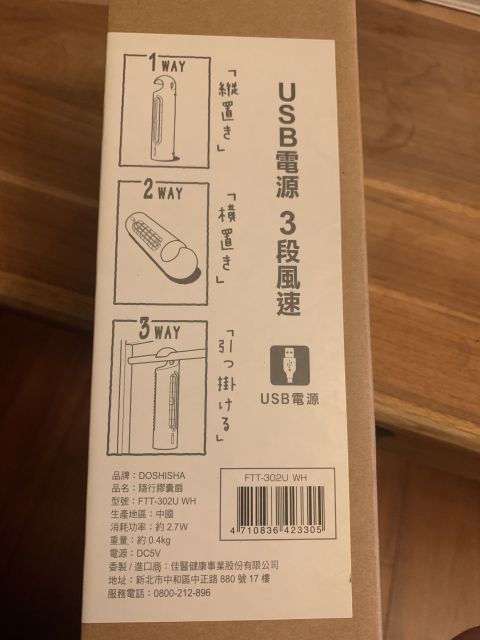 USB電源 3段風速
USB電源
1 WAY
「縦置き」
2 WAY
「横置き」
3 WAY
「引っ掛ける」
品牌：DOSHISHA
品名：隨行膠囊扇
型號：FTT-302U WH
生產地區：中國
消耗功率：約 2.7W
重量：約 0.4kg
電源：DC5V
委製/進口商：佳醫健康事業股份有限公司
地址：新北市中和區中正路 880 號 17 樓
服務電話：0800-212-896
FTT-302U WH
4 710836 423305